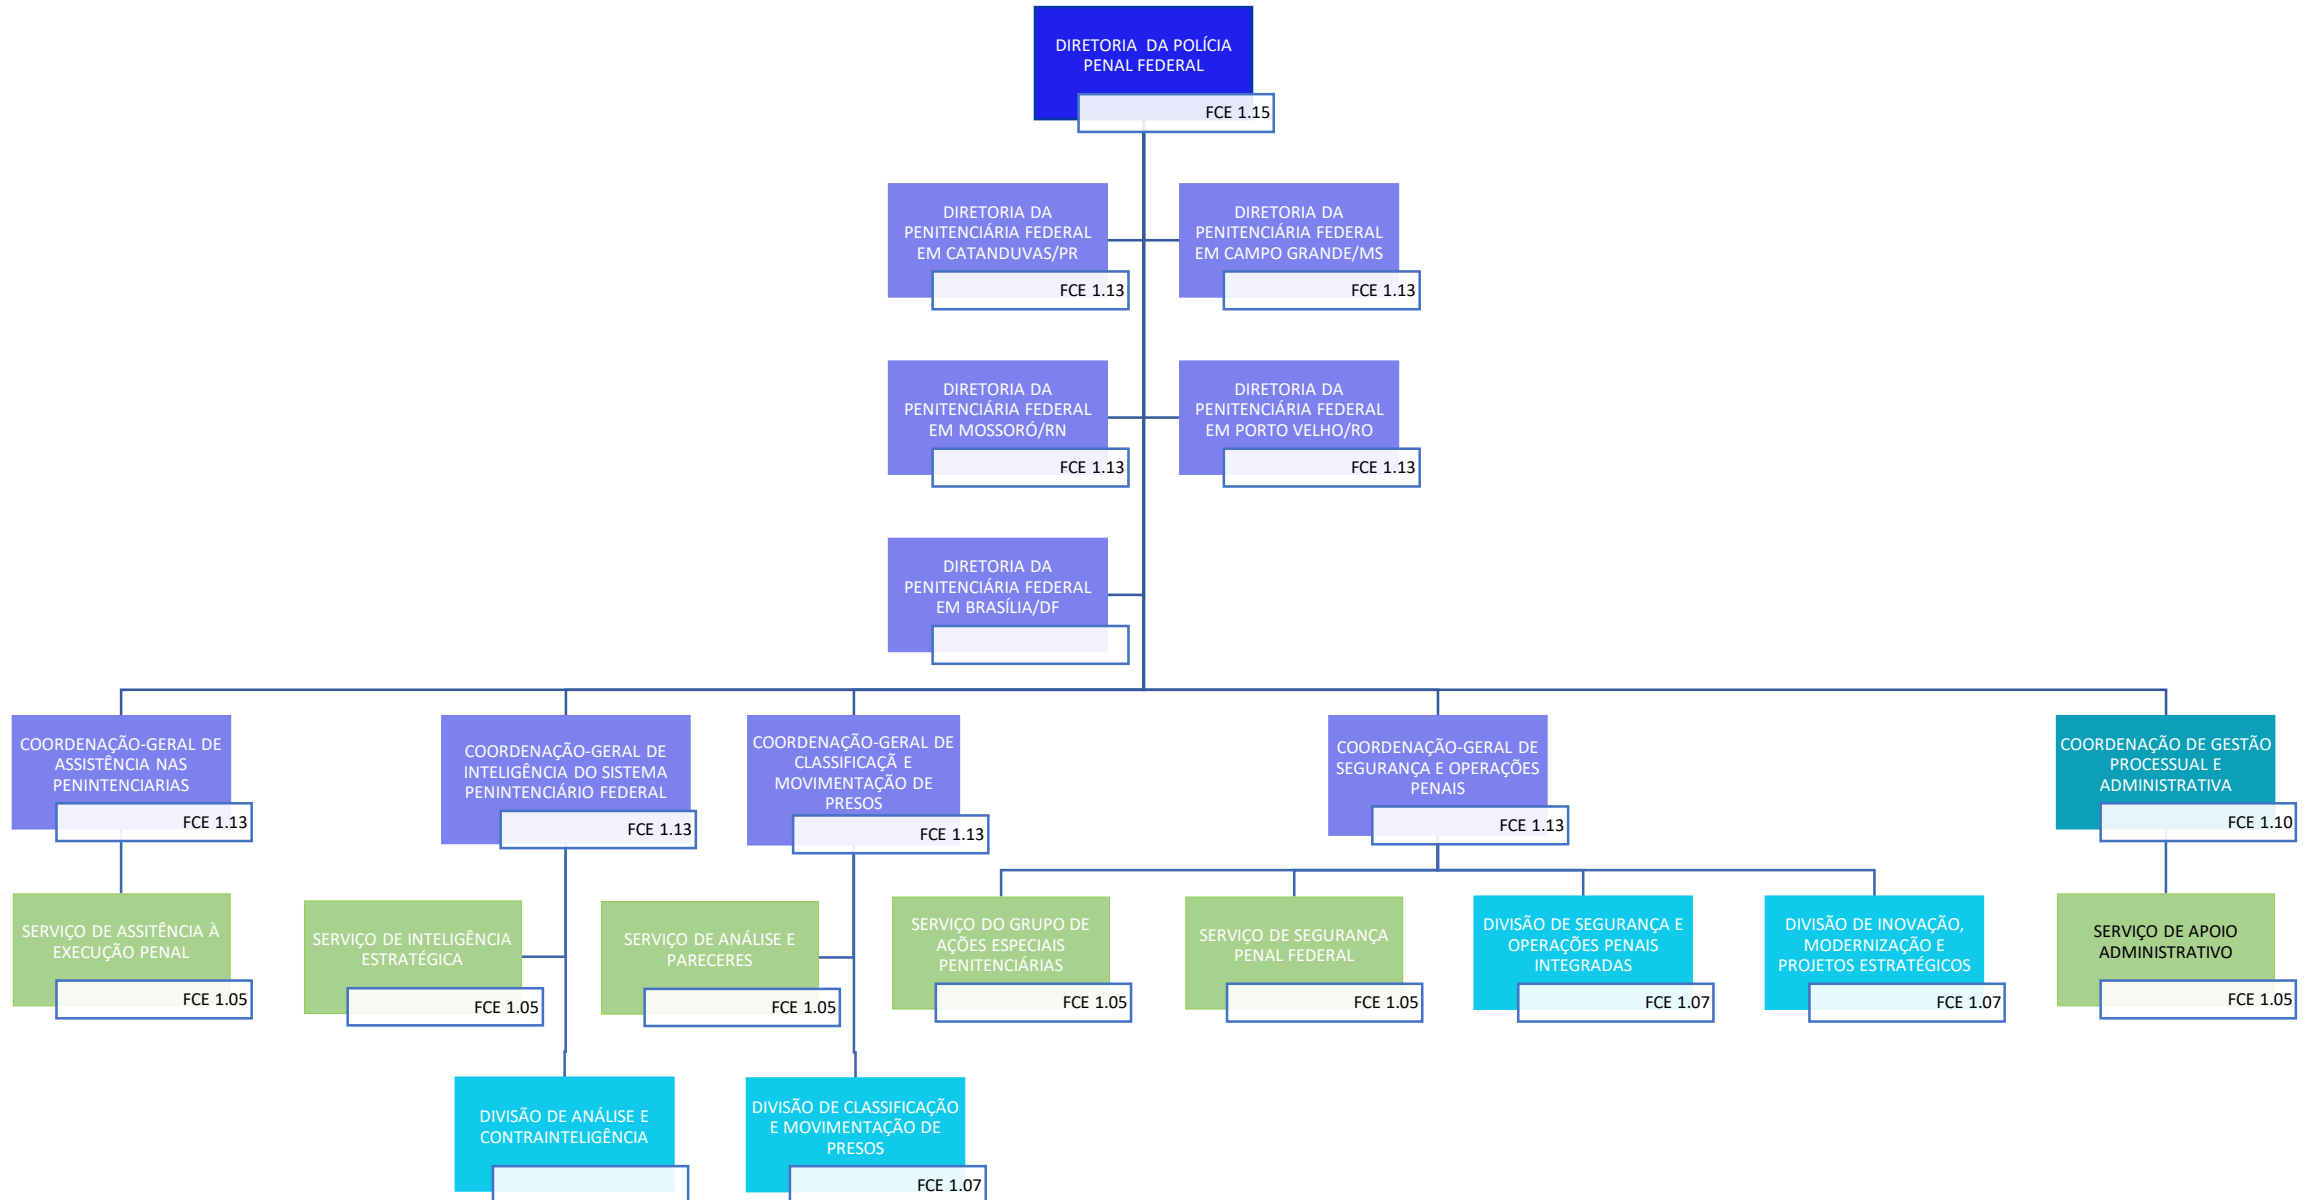 DIRETORIA DA POLÍCIA
PENAL FEDERAL
FCE 1.15
DIRETORIA DA
PENITENCIÁRIA FEDERAL
EM CATANDUVAS/PR
FCE 1.13
DIRETORIA DA
PENITENCIÁRIA FEDERAL
EM CAMPO GRANDE/MS
FCE 1.13
DIRETORIA DA
PENITENCIÁRIA FEDERAL
EM MOSSORÓ/RN
FCE 1.13
DIRETORIA DA
PENITENCIÁRIA FEDERAL
EM PORTO VELHO/RO
FCE 1.13
DIRETORIA DA
PENITENCIÁRIA FEDERAL
EM BRASÍLIA/DF
COORDENAÇÃO-GERAL DE
ASSISTÊNCIA NAS
PENINTENCIARIAS
FCE 1.13
COORDENAÇÃO-GERAL DE
INTELIGÊNCIA DO SISTEMA
PENINTENCIÁRIO FEDERAL
FCE 1.13
COORDENAÇÃO-GERAL DE
CLASSIFICAÇÃ E
MOVIMENTAÇÃO DE
PRESOS
FCE 1.13
COORDENAÇÃO-GERAL DE
SEGURANÇA E OPERAÇÕES
PENAIS
FCE 1.13
COORDENAÇÃO DE GESTÃO
PROCESSUAL E
ADMINISTRATIVA
FCE 1.10
SERVIÇO DE ASSITÊNCIA À
EXECUÇÃO PENAL
FCE 1.05
SERVIÇO DE INTELIGÊNCIA
ESTRATÉGICA
FCE 1.05
SERVIÇO DE ANÁLISE E
PARECERES
FCE 1.05
SERVIÇO DO GRUPO DE
AÇÕES ESPECIAIS
PENITENCIÁRIAS
FCE 1.05
SERVIÇO DE SEGURANÇA
PENAL FEDERAL
FCE 1.05
DIVISÃO DE SEGURANÇA E
OPERAÇÕES PENAIS
INTEGRADAS
FCE 1.07
DIVISÃO DE INOVAÇÃO,
MODERNIZAÇÃO E
PROJETOS ESTRATÉGICOS
FCE 1.07
SERVIÇO DE APOIO
ADMINISTRATIVO
FCE 1.05
DIVISÃO DE ANÁLISE E
CONTRAINTELIGÊNCIA
DIVISÃO DE CLASSIFICAÇÃO
E MOVIMENTAÇÃO DE
PRESOS
FCE 1.07